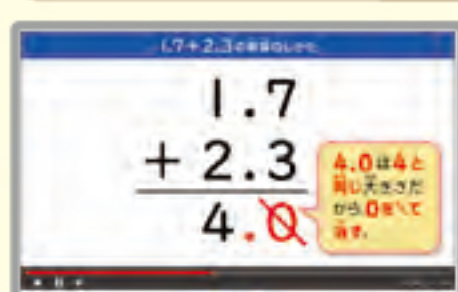 1.7+2.3の筆算のしかた
1.7
+ 2.3
4.0
4.0は4と
同じ大きさだ
から、0を\で
消す。